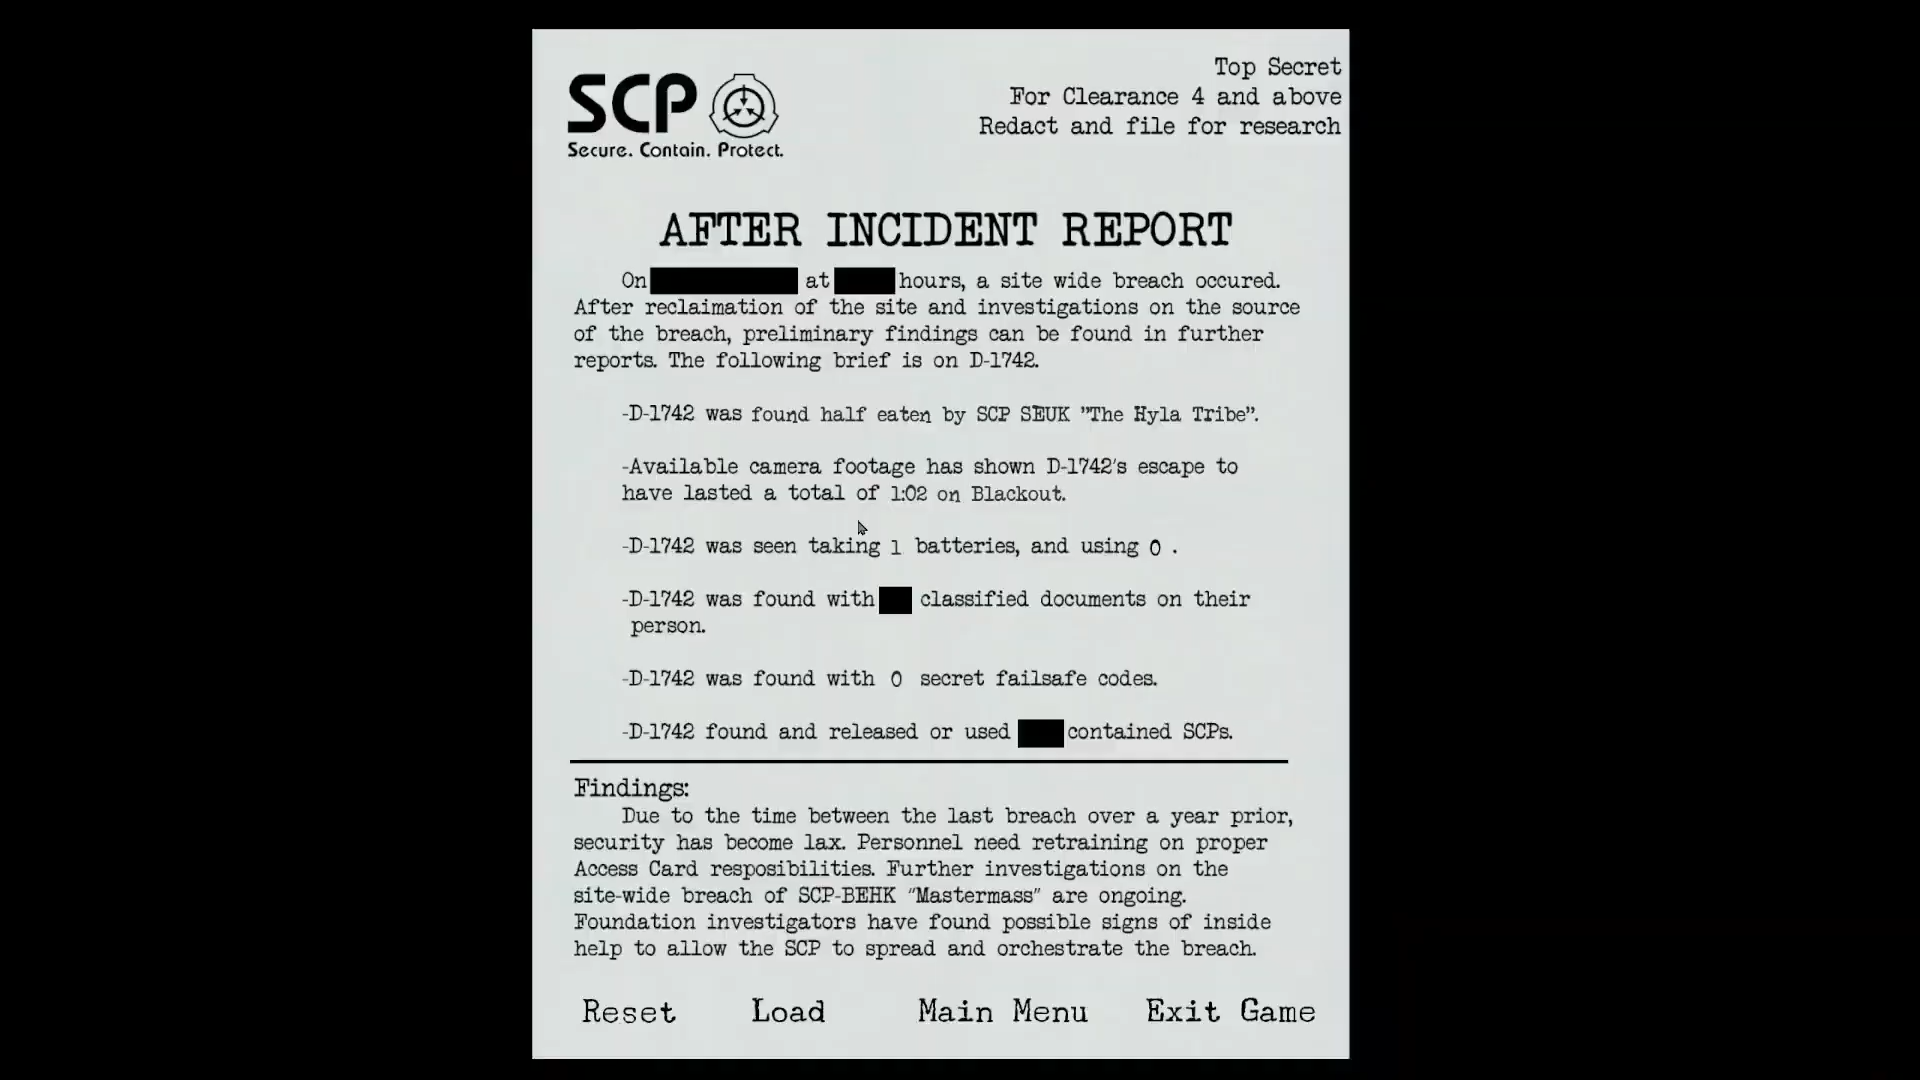 SCP
Secure. Contain. Protect.
Top Secret
For Clearance 4 and above
Redact and file for research
AFTER INCIDENT REPORT
On at hours, a site wide breach occured.
After reclaimation of the site and investigations on the source
of the breach, preliminary findings can be found in further
reports. The following brief is on D-1742.
-D-1742 was found half eaten by SCP SEUK "The Hyla Tribe".
-Available camera footage has shown D-1742's escape to
have lasted a total of 1:02 on Blackout.
-D-1742 was seen taking 1 batteries, and using 0 .
-D-1742 was found with classified documents on their
person.
-D-1742 was found with 0 secret failsafe codes.
-D-1742 found and released or used contained SCPs.
Findings:
Due to the time between the last breach over a year prior,
security has become lax. Personnel need retraining on proper
Access Card resposibilities. Further investigations on the
site-wide breach of SCP-BEHK "Mastermass" are ongoing.
Foundation investigators have found possible signs of inside
help to allow the SCP to spread and orchestrate the breach.
Reset Load Main Menu Exit Game